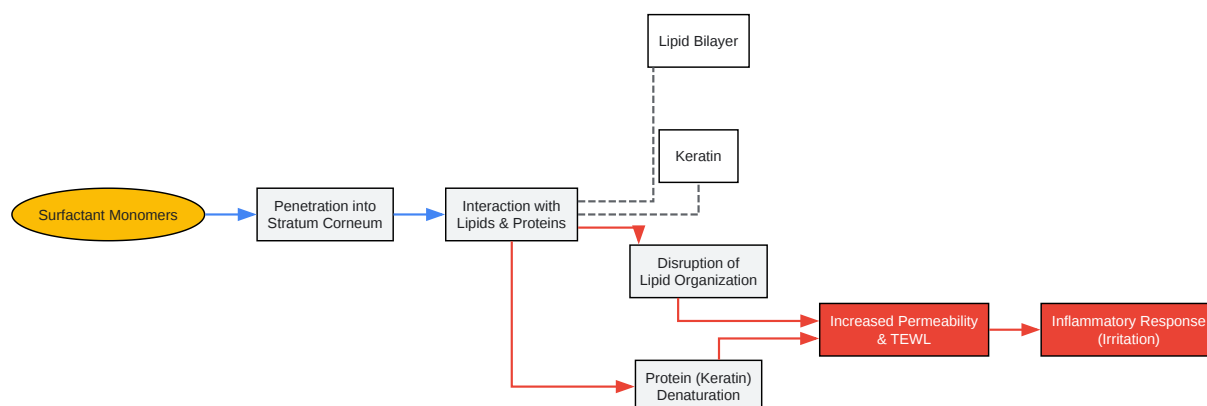 Lipid Bilayer
Keratin
Surfactant Monomers
Penetration into
Stratum Corneum
Interaction with
Lipids & Proteins
Disruption of
Lipid Organization
Protein (Keratin)
Denaturation
Increased Permeability
& TEWL
Inflammatory Response
(Irritation)